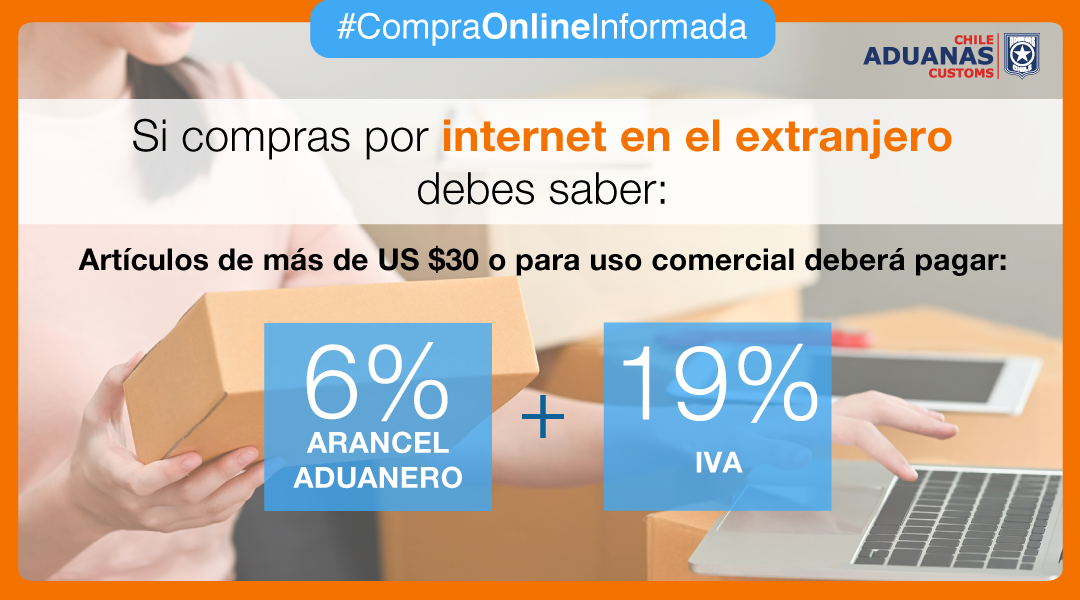 #CompraOnlineInformada
CHILE
ADUANAS
CUSTOMS
Si compras por internet en el extranjero
debes saber:
Artículos de más de US $30 o para uso comercial deberá pagar:
6%
ARANCEL
ADUANERO
+
19%
IVA